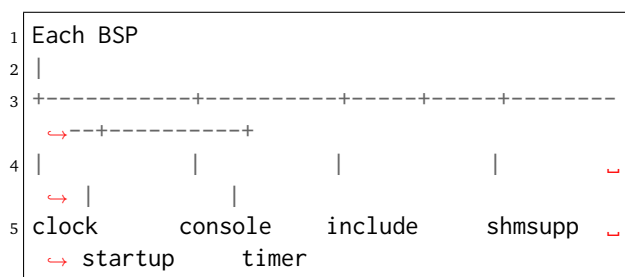 1 Each BSP
2 |
3 +-----------+----------+-----+-----+--------
↪ --+----------+
4 |           |          |           |        ␣
↪ |          |
5 clock      console    include     shmsupp  ␣
↪ startup     timer